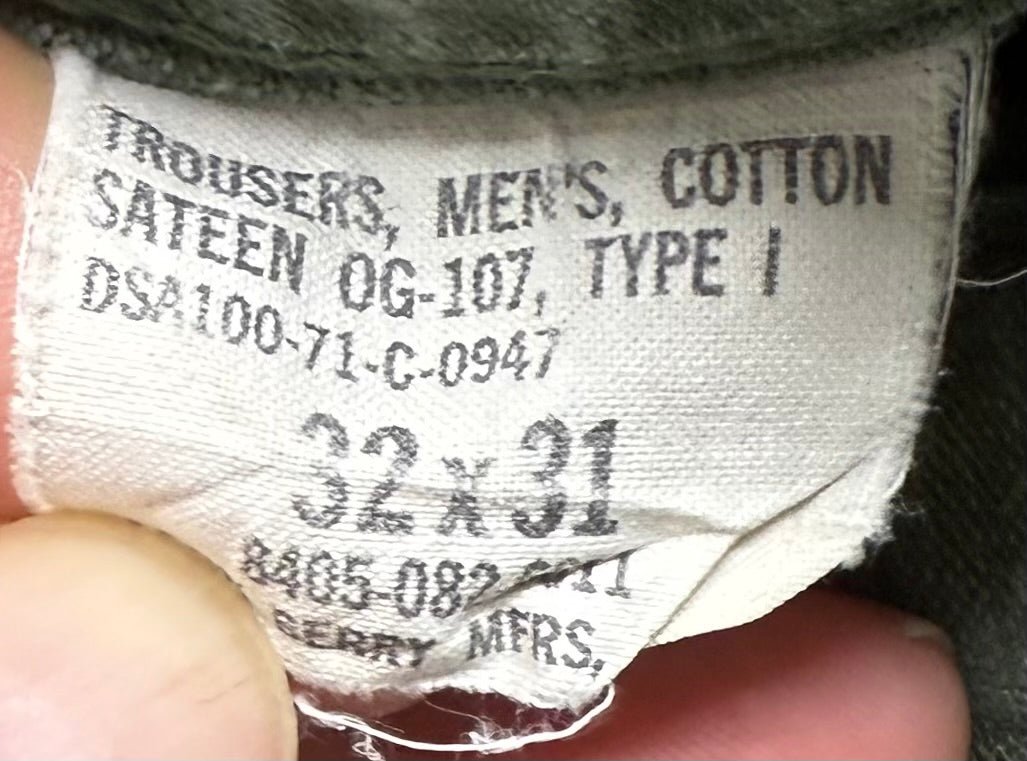 TROUSERS, MEN'S, COTTON
SATEEN OG-107, TYPE I
DSA100-71-C-0947
32 x 31
MFRS,